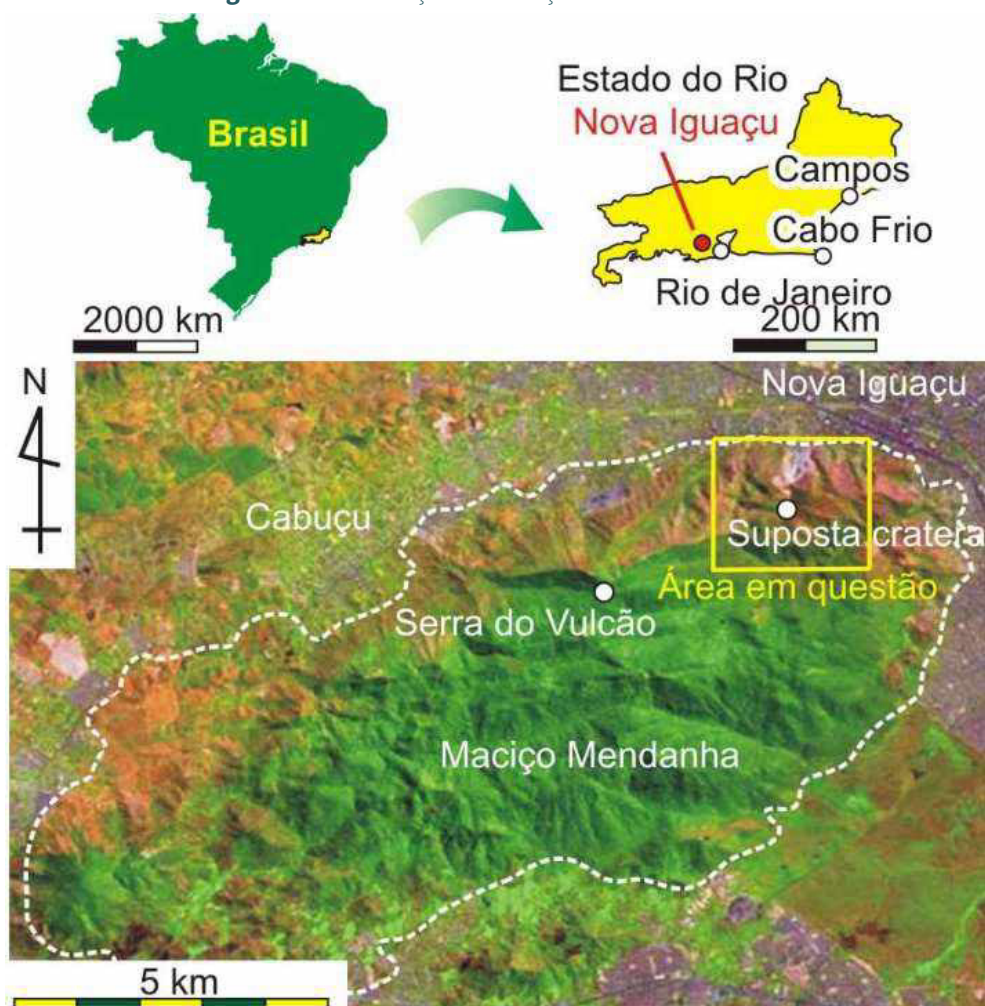 Brasil
Estado do Rio
Nova Iguaçu
Campos
Cabo Frio
Rio de Janeiro
2000 km
200 km
N
Nova Iguaçu
Cabuçu
Suposta cratera
Área em questão
Serra do Vulcão
Maciço Mendanha
5 km